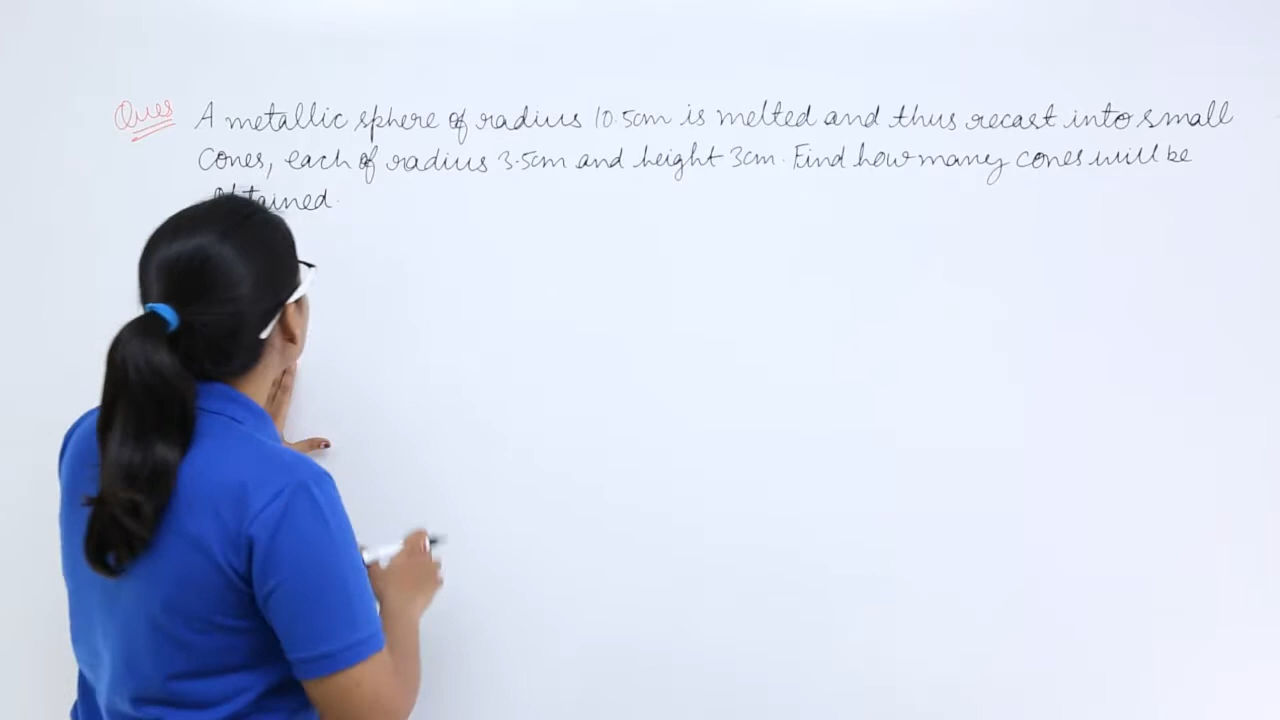 Ques A metallic sphere of radius 10.5cm is melted and thus recast into small
cones, each of radius 3.5cm and height 3cm. Find how many cones will be
obtained.